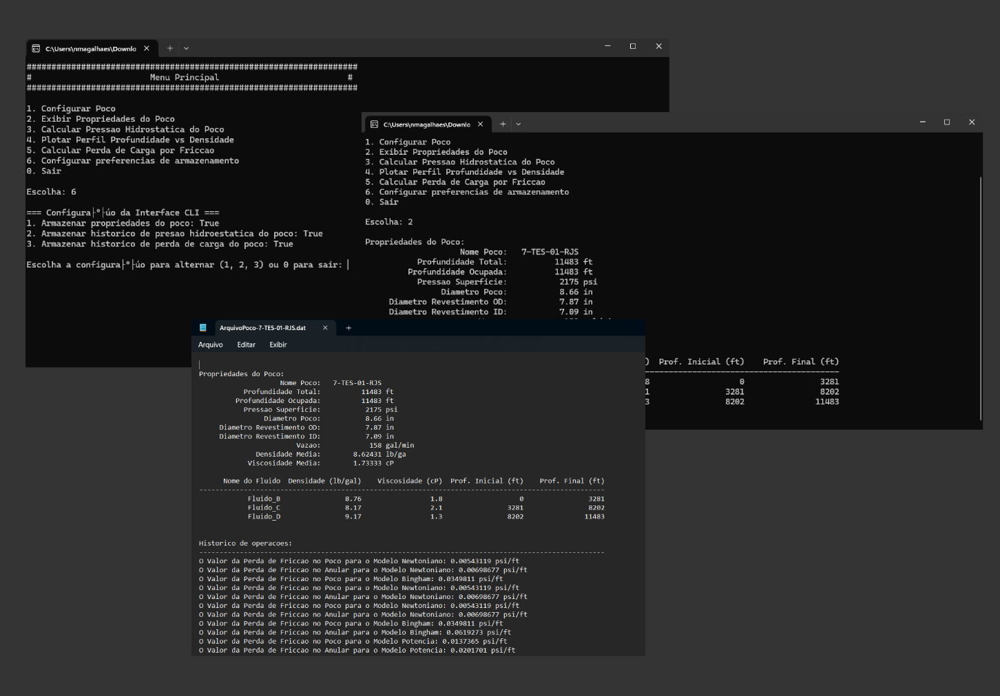 C:\Users\nmagalhaes\Downlo
####################################################################
# Menu Principal #
####################################################################
1. Configurar Poco
2. Exibir Propriedades do Poco
3. Calcular Pressao Hidrostatica do Poco
4. Plotar Perfil Profundidade vs Densidade
5. Calcular Perda de Carga por Friccao
6. Configurar preferencias de armazenamento
0. Sair
Escolha: 6
=== Configura├º├úo da Interface CLI ===
1. Armazenar propriedades do poco: True
2. Armazenar historico de presao hidroestatica do poco: True
3. Armazenar historico de perda de carga do poco: True
Escolha a configura├º├úo para alternar (1, 2, 3) ou 0 para sair:
C:\Users\nmagalhaes\Downlo
1. Configurar Poco
2. Exibir Propriedades do Poco
3. Calcular Pressao Hidrostatica do Poco
4. Plotar Perfil Profundidade vs Densidade
5. Calcular Perda de Carga por Friccao
6. Configurar preferencias de armazenamento
0. Sair
Escolha: 2
Propriedades do Poco:
Nome Poco: 7-TES-01-RJS
Profundidade Total: 11483 ft
Profundidade Ocupada: 11483 ft
Pressao Superficie: 2175 psi
Diametro Poco: 8.66 in
Diametro Revestimento OD: 7.87 in
Diametro Revestimento ID: 7.09 in
) Prof. Inicial (ft) Prof. Final (ft)
8 0 3281
1 3281 8202
3 8202 11483
ArquivoPoco-7-TES-01-RJS.dat
Arquivo Editar Exibir
Propriedades do Poco:
Nome Poco: 7-TES-01-RJS
Profundidade Total: 11483 ft
Profundidade Ocupada: 11483 ft
Pressao Superficie: 2175 psi
Diametro Poco: 8.66 in
Diametro Revestimento OD: 7.87 in
Diametro Revestimento ID: 7.09 in
Vazao: 158 gal/min
Densidade Media: 8.62431 lb/ga
Viscosidade Media: 1.73333 cP
Nome do Fluido Densidade (lb/gal) Viscosidade (cP) Prof. Inicial (ft) Prof. Final (ft)
----------------------------------------------------------------------------------------------------
Fluido_B 8.76 1.8 0 3281
Fluido_C 8.17 2.1 3281 8202
Fluido_D 9.17 1.3 8202 11483
Historico de operacoes:
----------------------------------------------------------------------------------------------------
O Valor da Perda de Friccao no Poco para o Modelo Newtoniano: 0.00543119 psi/ft
O Valor da Perda de Friccao no Anular para o Modelo Newtoniano: 0.00698677 psi/ft
O Valor da Perda de Friccao no Poco para o Modelo Bingham: 0.0349811 psi/ft
O Valor da Perda de Friccao no Poco para o Modelo Newtoniano: 0.00543119 psi/ft
O Valor da Perda de Friccao no Anular para o Modelo Newtoniano: 0.00698677 psi/ft
O Valor da Perda de Friccao no Poco para o Modelo Newtoniano: 0.00543119 psi/ft
O Valor da Perda de Friccao no Anular para o Modelo Newtoniano: 0.00698677 psi/ft
O Valor da Perda de Friccao no Poco para o Modelo Bingham: 0.0349811 psi/ft
O Valor da Perda de Friccao no Anular para o Modelo Bingham: 0.0619273 psi/ft
O Valor da Perda de Friccao no Poco para o Modelo Potencia: 0.0137365 psi/ft
O Valor da Perda de Friccao no Anular para o Modelo Potencia: 0.0201701 psi/ft